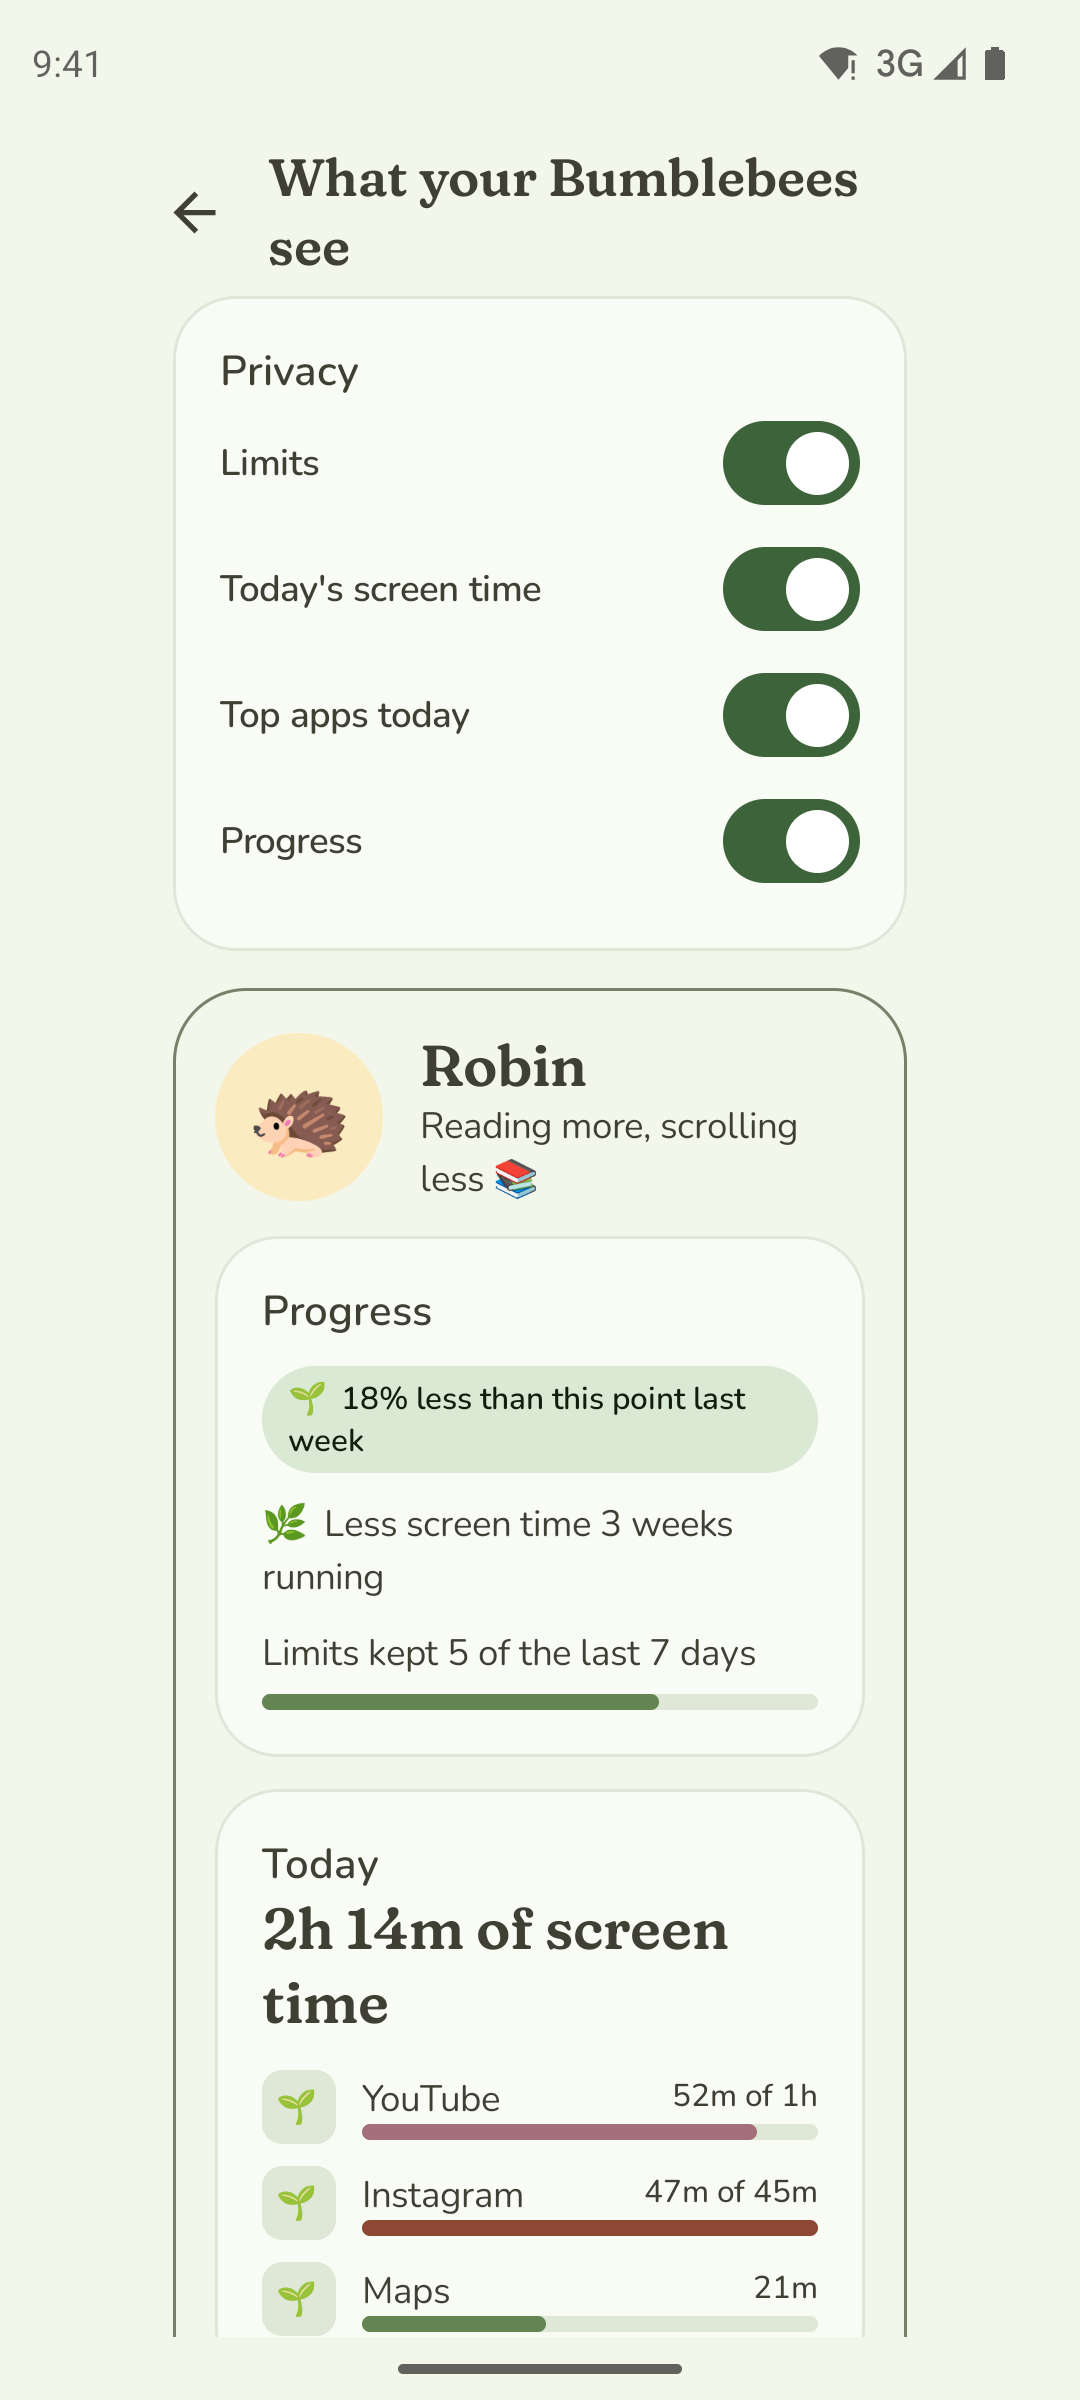 9:41
3G
What your Bumblebees
see
Privacy
Limits
Today's screen time
Top apps today
Progress
Robin
Reading more, scrolling
less 📚
Progress
🌱 18% less than this point last
week
🌿 Less screen time 3 weeks
running
Limits kept 5 of the last 7 days
Today
2h 14m of screen
time
YouTube
52m of 1h
Instagram
47m of 45m
Maps
21m